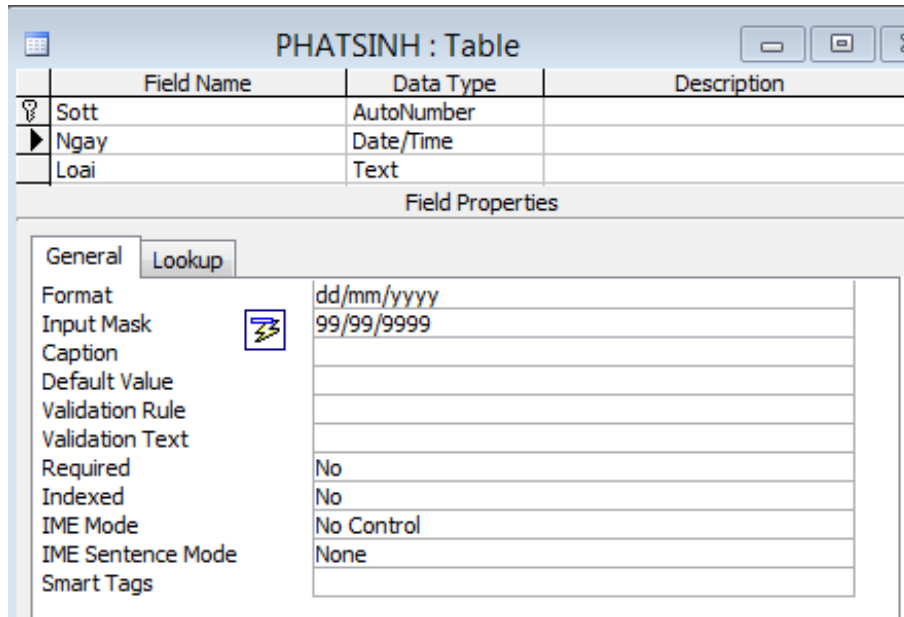 PHATSINH : Table
Field Name Data Type Description
Sott AutoNumber
Ngay Date/Time
Loai Text
Field Properties
General Lookup
Format dd/mm/yyyy
Input Mask 99/99/9999
Caption
Default Value
Validation Rule
Validation Text
Required No
Indexed No
IME Mode No Control
IME Sentence Mode None
Smart Tags